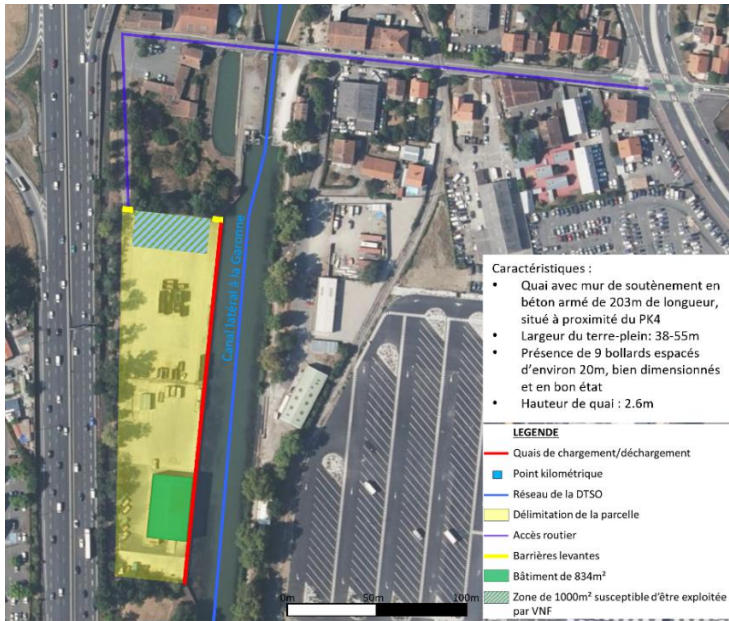 Canal latéral à la Garonne
Caractéristiques :
• Quai avec mur de soutènement en
béton armé de 203m de longueur,
situé à proximité du PK4
• Largeur du terre-plein: 38-55m
• Présence de 9 bollards espacés
d'environ 20m, bien dimensionnés
et en bon état
• Hauteur de quai : 2.6m
LEGENDE
Quais de chargement/déchargement
Point kilométrique
Réseau de la DTSO
Délimitation de la parcelle
Accès routier
Barrières levantes
Bâtiment de 834m²
Zone de 1000m² susceptible d'être exploitée
par VNF
0m 50m 100m